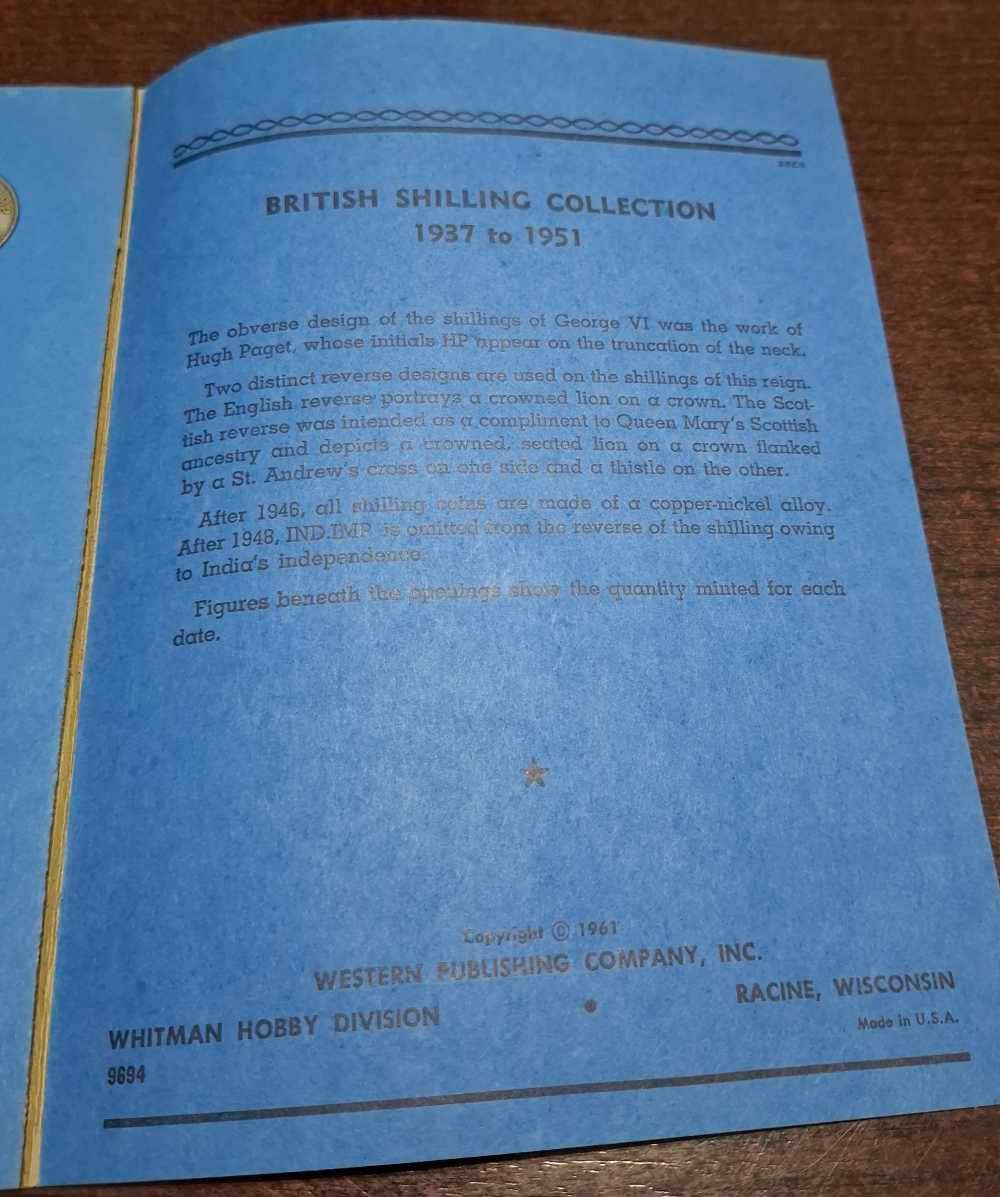 BRITISH SHILLING COLLECTION
1937 to 1951
The obverse design of the shillings of George VI was the work of
Hugh Paget, whose initials HP appear on the truncation of the neck.
Two distinct reverse designs are used on the shillings of this reign.
The English reverse portrays a crowned lion on a crown. The Scot-
tish reverse was intended as a compliment to Queen Mary's Scottish
ancestry and depicts a crowned, seated lion on a crown flanked
by a St. Andrew's cross on one side and a thistle on the other.
After 1946, all shilling coins are made of a copper-nickel alloy.
After 1948, IND.IMP. is omitted from the reverse of the shilling owing
to India's independence.
Figures beneath the openings show the quantity minted for each
date.
Copyright © 1961
WESTERN PUBLISHING COMPANY, INC.
WHITMAN HOBBY DIVISION • RACINE, WISCONSIN
9694 Made in U.S.A.